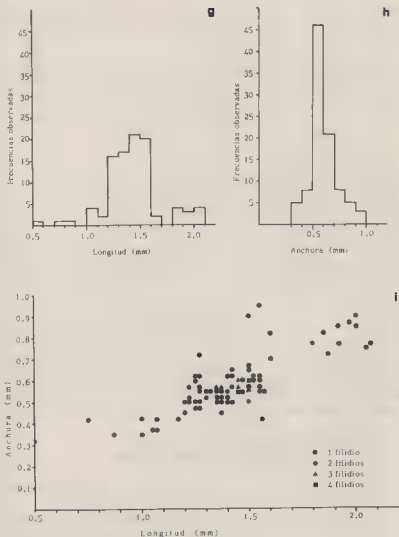 g
45
40
35
30
25
20
15
10
5
Frecuencias observadas
0.5 1.0 1.5 2.0
Longitud (mm)
h
45
40
35
30
25
20
15
10
5
Frecuencias observadas
0.5 1.0
Anchura (mm)
i
1.0
0.9
0.8
0.7
0.6
0.5
0.4
0.3
0.2
0.1
0
Anchura (mm)
1 filidio
2 filidios
3 filidios
4 filidios
0.5 1.0 1.5 2.0
Longitud (mm)